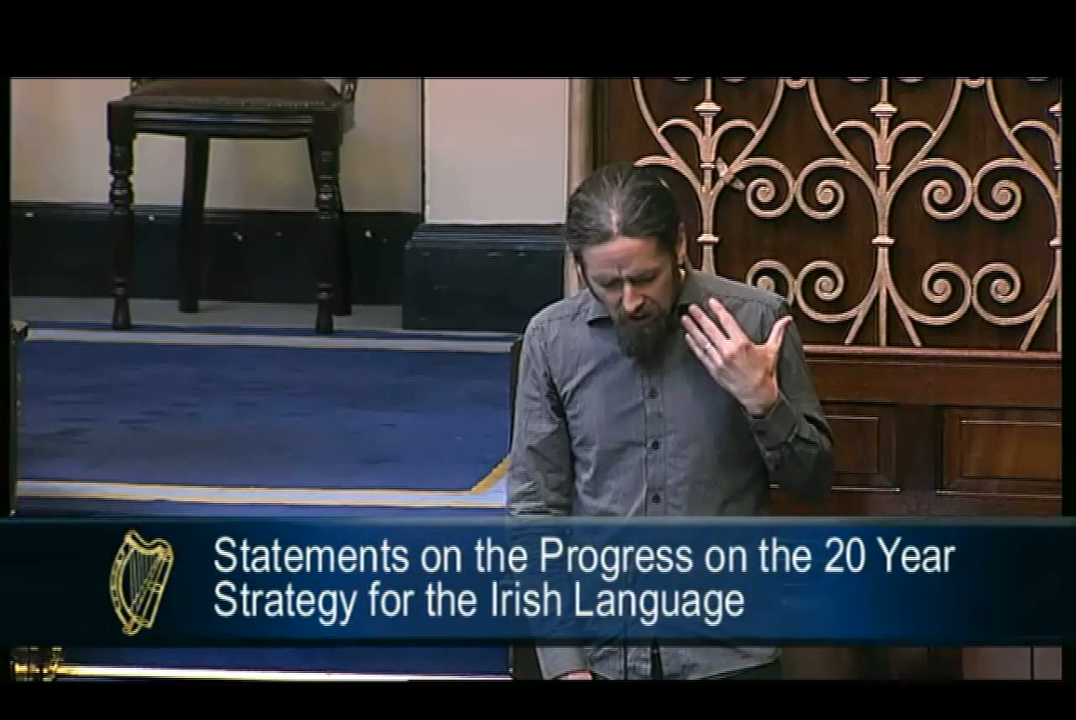 Statements on the Progress on the 20 Year
Strategy for the Irish Language